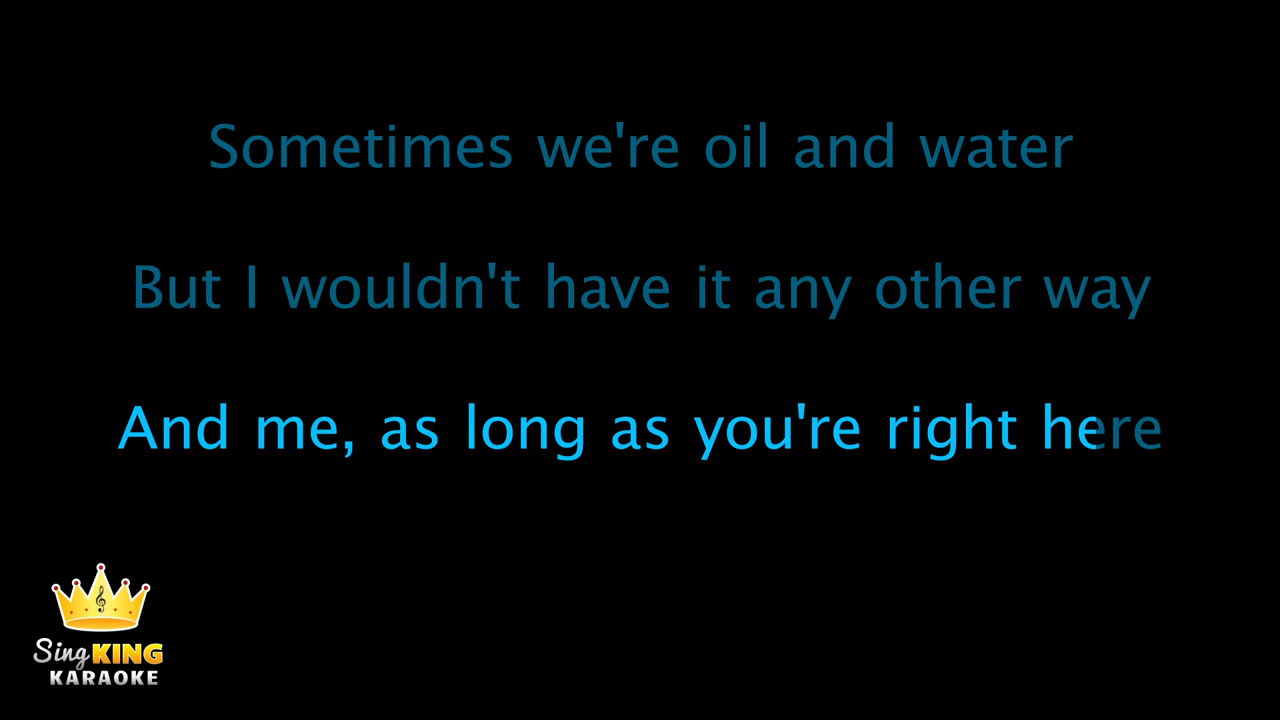 Sometimes we're oil and water
But I wouldn't have it any other way
And me, as long as you're right here
Sing KING
KARAOKE